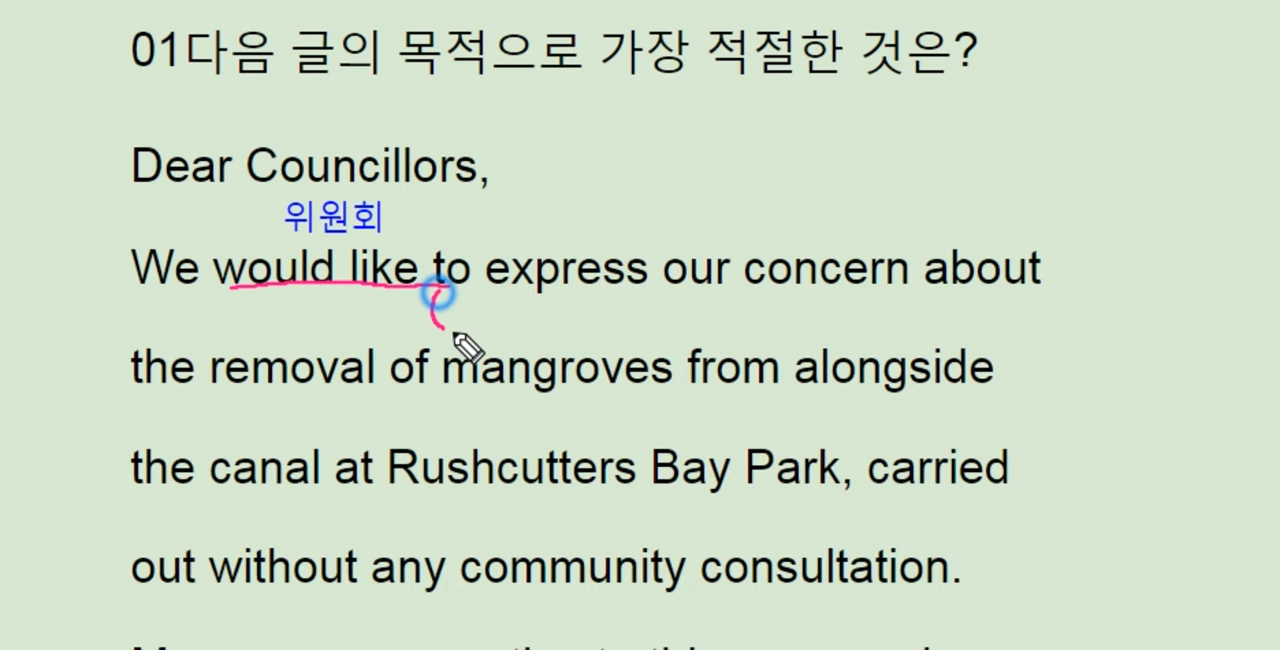 01다음 글의 목적으로 가장 적절한 것은?
Dear Councillors,
위원회
We would like to express our concern about
the removal of mangroves from alongside
the canal at Rushcutters Bay Park, carried
out without any community consultation.